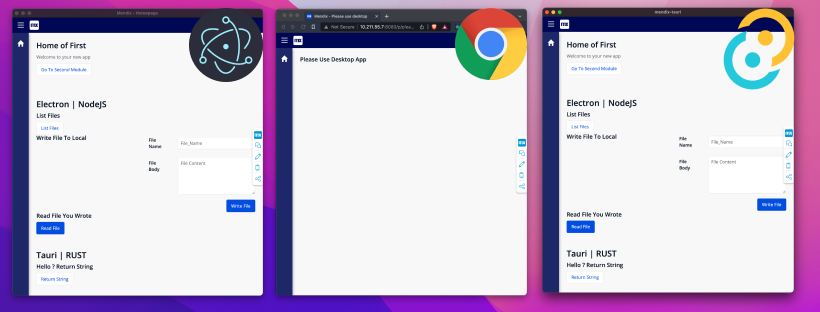 Mendix - Homepage
mx
Home of First
Welcome to your new app
Go To Second Module
Electron | NodeJS
List Files
List Files
Write File To Local
File Name
File_Name
File Body
File Content
Write File
Read File You Wrote
Read File
Tauri | RUST
Hello ? Return String
Return String
Mendix - Please use desktop
Not Secure | 10.211.55.7
mx
Please Use Desktop App
mendix-tauri
mx
Home of First
Welcome to your new app
Go To Second Module
Electron | NodeJS
List Files
List Files
Write File To Local
File Name
File_Name
File Body
File Content
Write File
Read File You Wrote
Read File
Tauri | RUST
Hello ? Return String
Return String